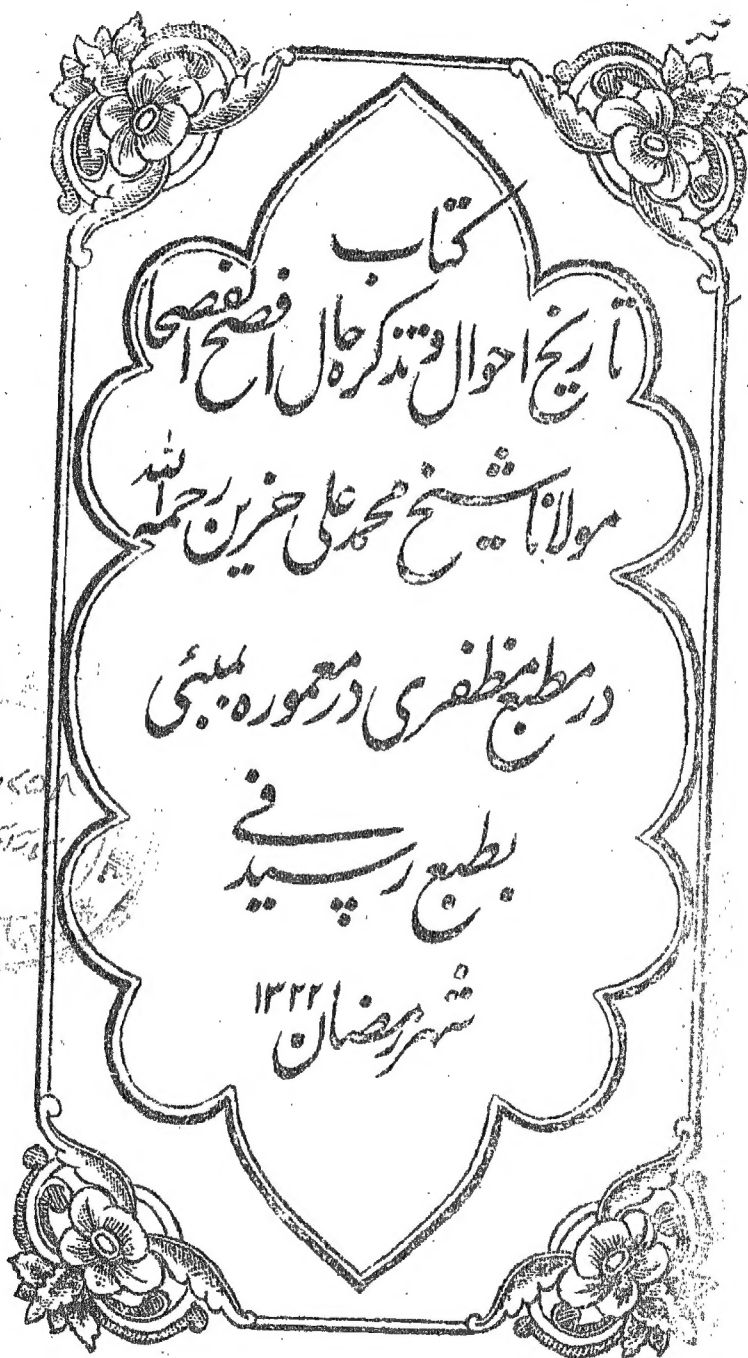 کتاب
تاریخ احوال و تذکره حال افصح الفصحا
مولانا شیخ محمد علی حزین رحمه الله
در مطبع مظفری در معموره بمبئی
بطبع رسید فی
شهر رمضان ۱۳۲۲